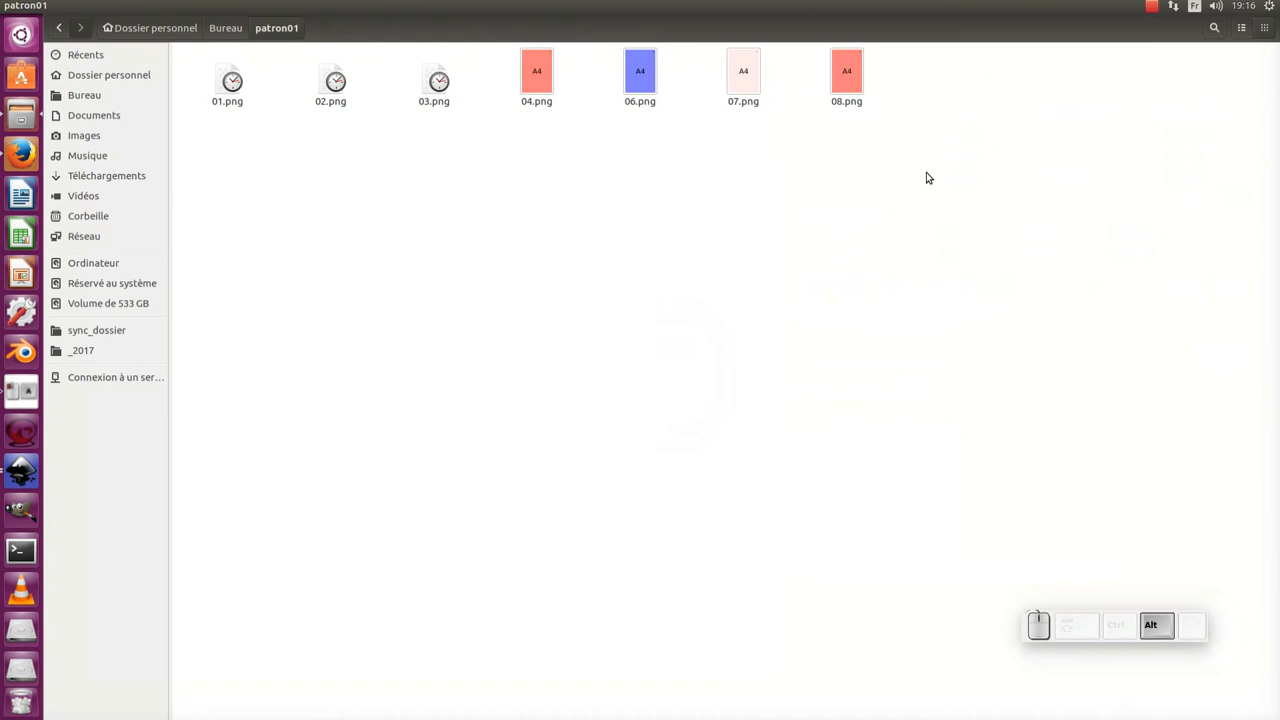 patron01
Fr
19:16
Dossier personnel
Bureau
patron01
Récents
Dossier personnel
Bureau
Documents
Images
Musique
Téléchargements
Vidéos
Corbeille
Réseau
Ordinateur
Réservé au système
Volume de 533 GB
sync_dossier
_2017
Connexion à un ser...
A4
A4
A4
A4
01.png
02.png
03.png
04.png
06.png
07.png
08.png
A
Ctrl
Alt